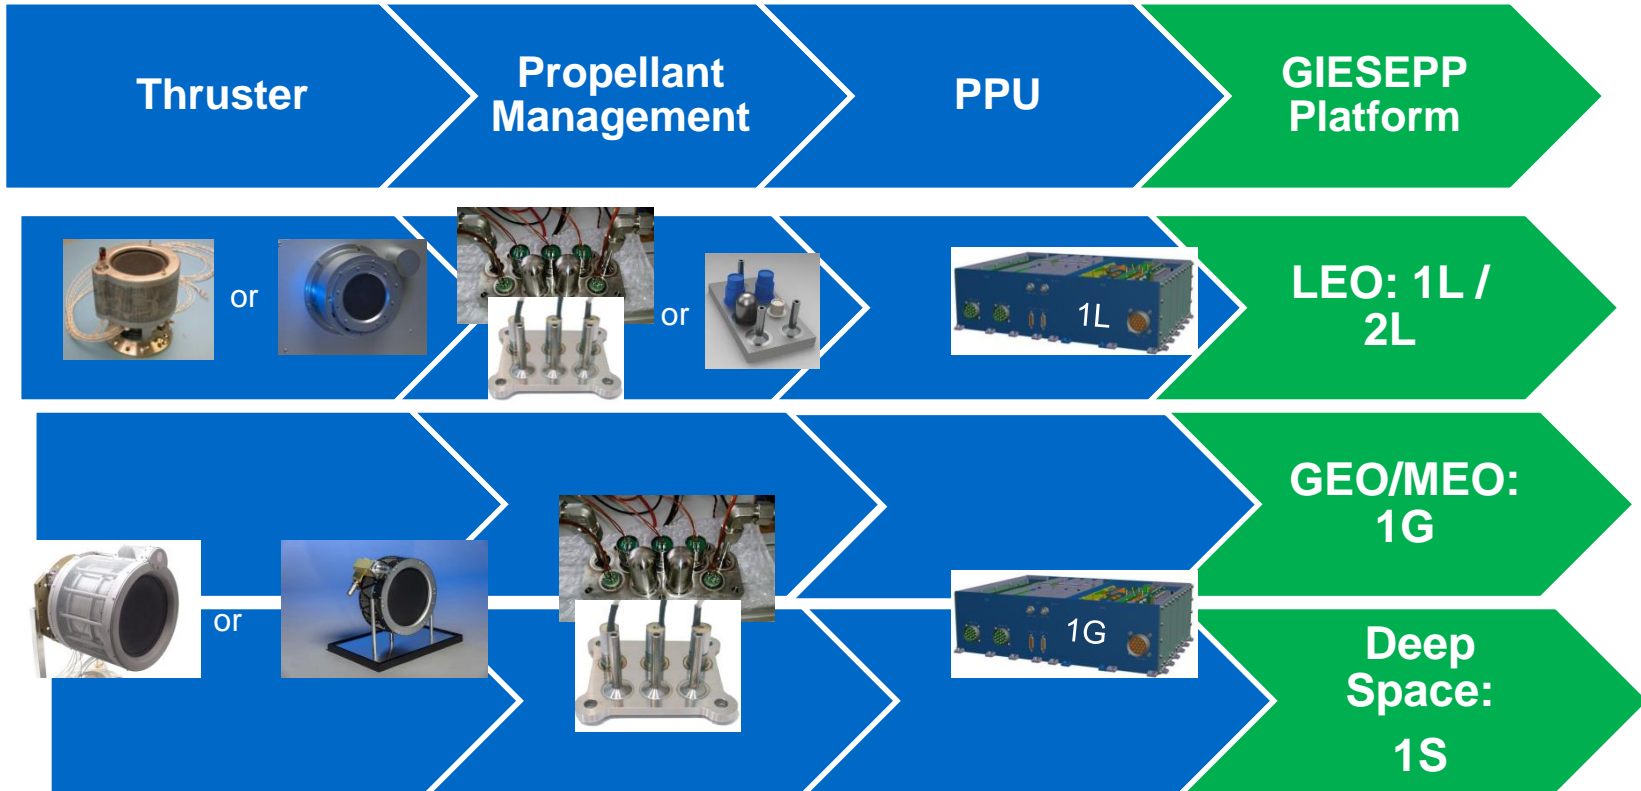 Thruster
Propellant
Management
PPU
GIESEPP
Platform
or
or
1L
LEO: 1L /
2L
GEO/MEO:
1G
or
1G
Deep
Space:
1S